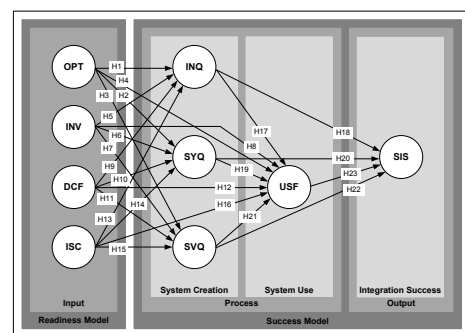 OPT
INQ
H1
H4
H3
H2
INV
H5
H6
H7
H17
H18
H8
SYQ
SIS
H9
H20
H19
H23
DCF
H10
H12
USF
H22
H11
H14
H16
H13
H21
ISC
H15
SVQ
System Creation
System Use
Integration Success
Input
Process
Output
Readiness Model
Success Model